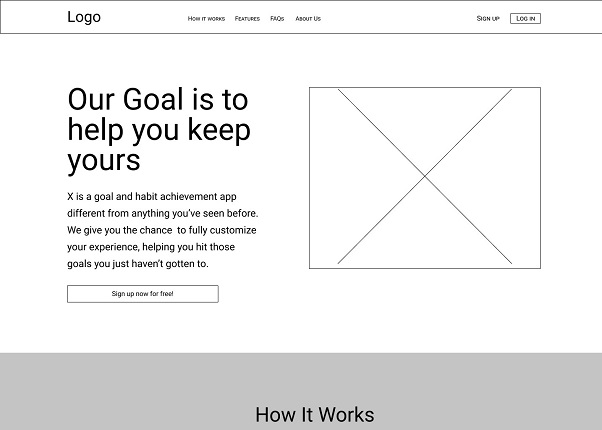 Logo
How it works Features FAQs About Us
Sign up Log in
Our Goal is to
help you keep
yours
X is a goal and habit achievement app
different from anything you've seen before.
We give you the chance  to fully customize
your experience, helping you hit those
goals you just haven't gotten to.
Sign up now for free!
How It Works